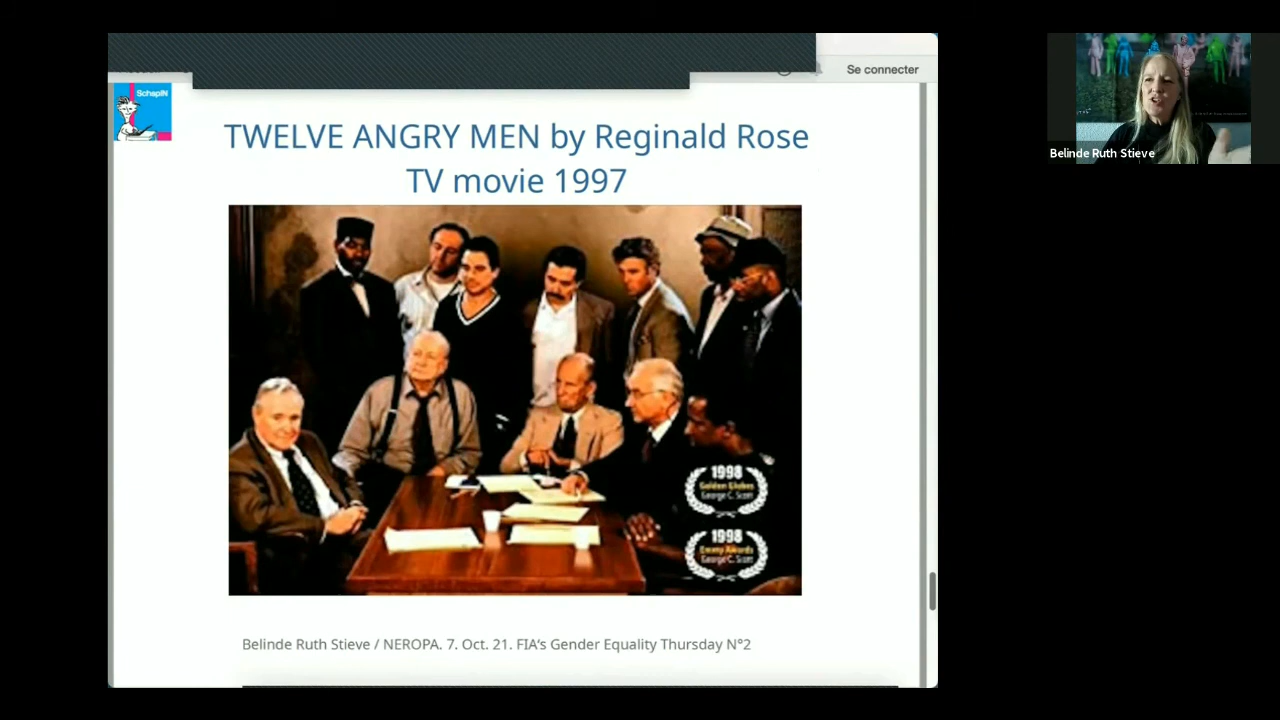 Se connecter
SchspIN
TWELVE ANGRY MEN by Reginald Rose
TV movie 1997
1998
Golden Globes
George C. Scott
1998
Emmy Awards
George C. Scott
Belinde Ruth Stieve / NEROPA. 7. Oct. 21. FIA‘s Gender Equality Thursday N°2
Belinde Ruth Stieve